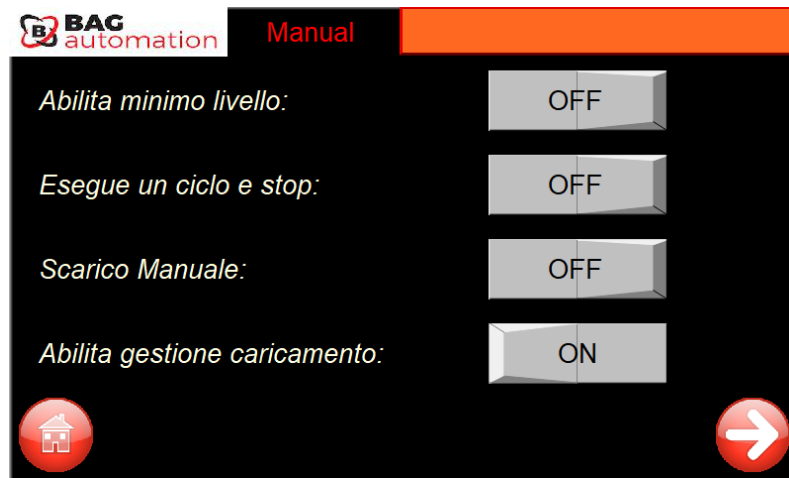 BAG
automation
Manual
Abilita minimo livello: OFF
Esegue un ciclo e stop: OFF
Scarico Manuale: OFF
Abilita gestione caricamento: ON